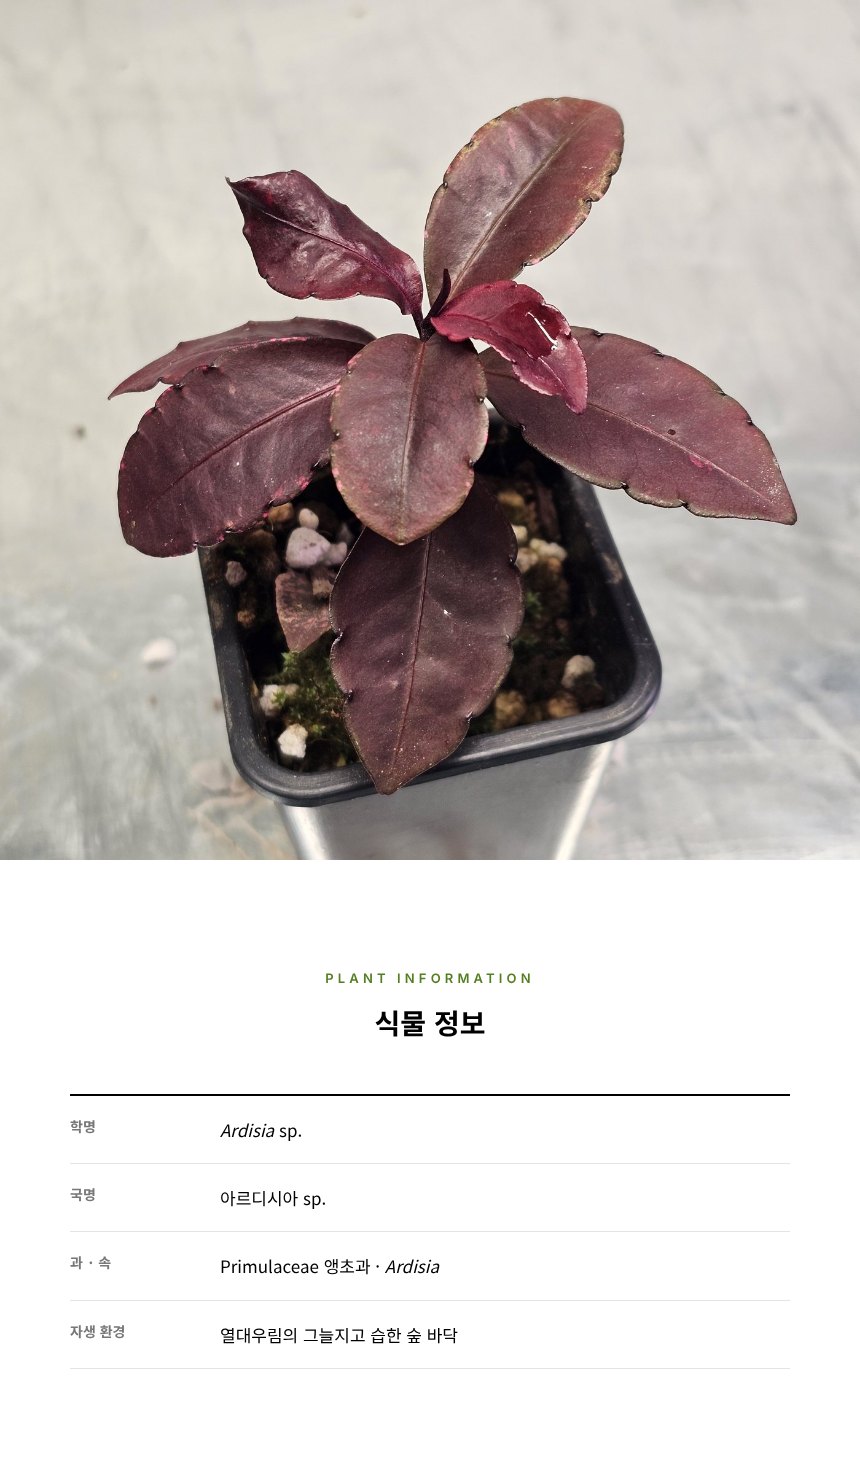 PLANT INFORMATION
식물 정보
학명
Ardisia sp.
국명
아르디시아 sp.
과 · 속
Primulaceae 앵초과 · Ardisia
자생 환경
열대우림의 그늘지고 습한 숲 바닥